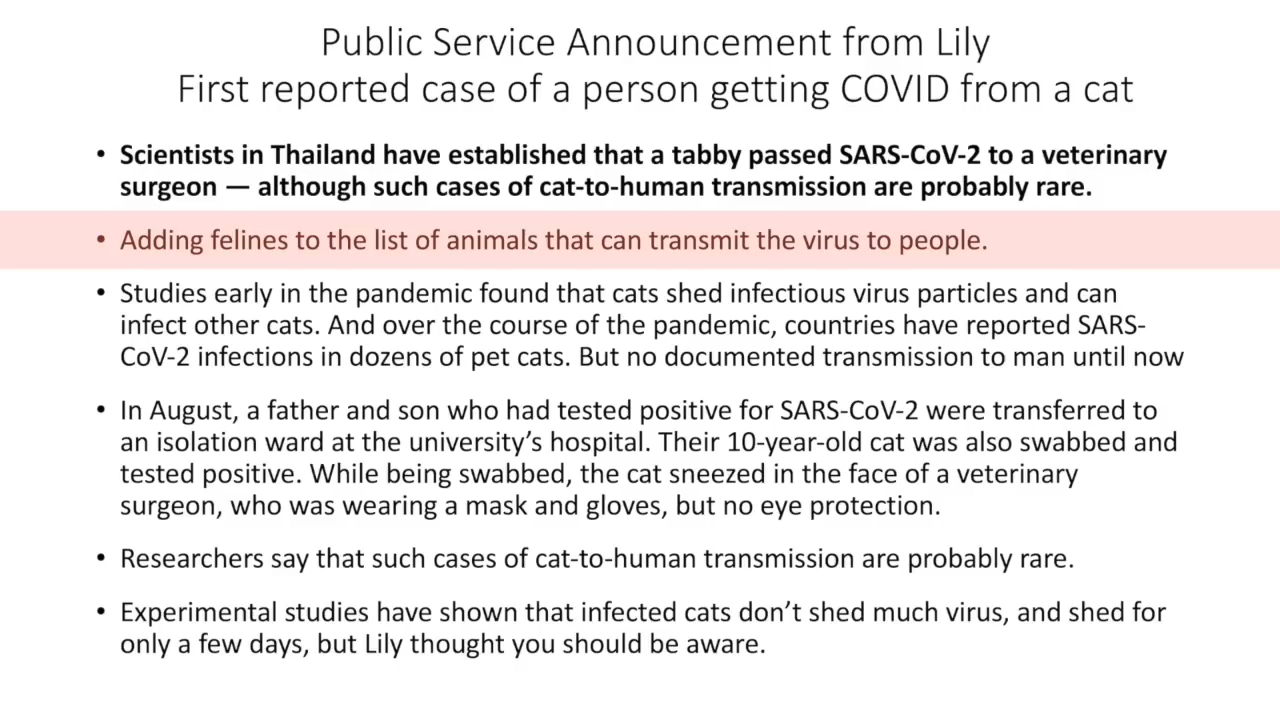 Public Service Announcement from Lily
First reported case of a person getting COVID from a cat
• Scientists in Thailand have established that a tabby passed SARS-CoV-2 to a veterinary
surgeon — although such cases of cat-to-human transmission are probably rare.
• Adding felines to the list of animals that can transmit the virus to people.
• Studies early in the pandemic found that cats shed infectious virus particles and can
infect other cats. And over the course of the pandemic, countries have reported SARS-
CoV-2 infections in dozens of pet cats. But no documented transmission to man until now
• In August, a father and son who had tested positive for SARS-CoV-2 were transferred to
an isolation ward at the university’s hospital. Their 10-year-old cat was also swabbed and
tested positive. While being swabbed, the cat sneezed in the face of a veterinary
surgeon, who was wearing a mask and gloves, but no eye protection.
• Researchers say that such cases of cat-to-human transmission are probably rare.
• Experimental studies have shown that infected cats don’t shed much virus, and shed for
only a few days, but Lily thought you should be aware.